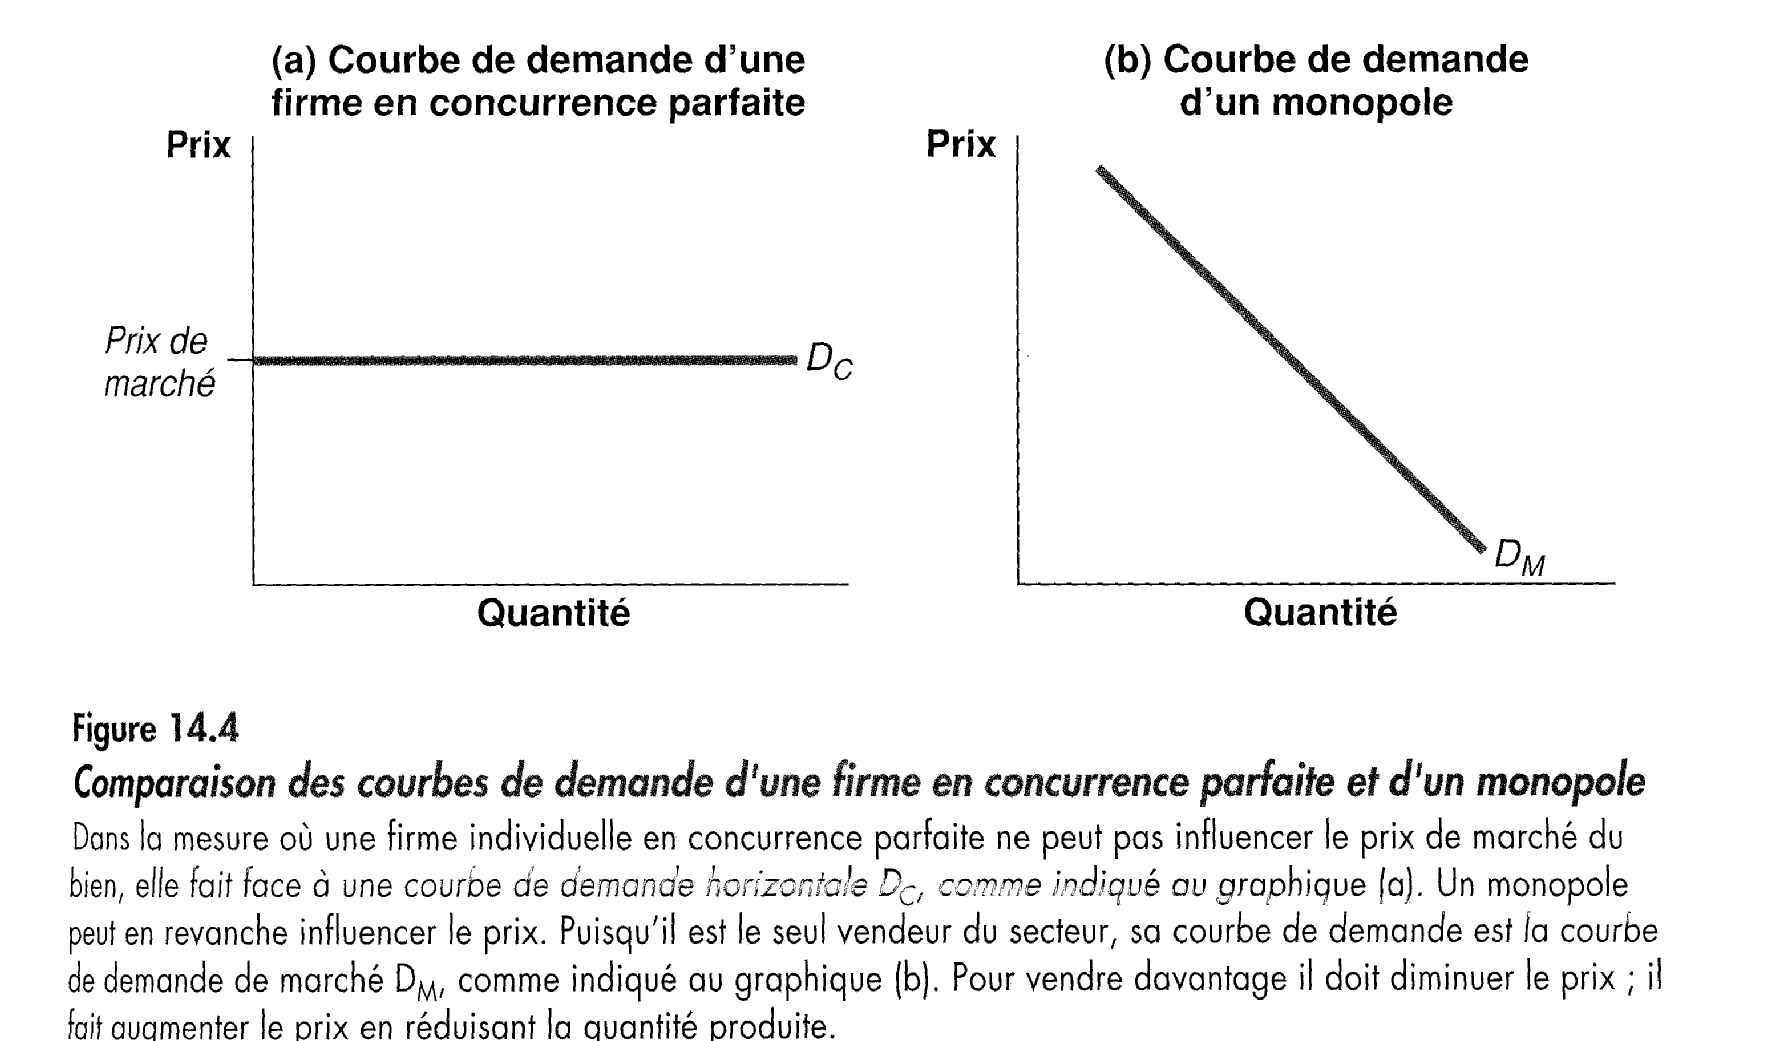 (a) Courbe de demande d'une
firme en concurrence parfaite
Prix
Prix de
marché
D_C
Quantité
(b) Courbe de demande
d'un monopole
Prix
D_M
Quantité
Figure 14.4
Comparaison des courbes de demande d'une firme en concurrence parfaite et d'un monopole
Dans la mesure où une firme individuelle en concurrence parfaite ne peut pas influencer le prix de marché du
bien, elle fait face à une courbe de demande horizontale D_C, comme indiqué au graphique (a). Un monopole
peut en revanche influencer le prix. Puisqu'il est le seul vendeur du secteur, sa courbe de demande est la courbe
de demande de marché D_M, comme indiqué au graphique (b). Pour vendre davantage il doit diminuer le prix ; il
fait augmenter le prix en réduisant la quantité produite.